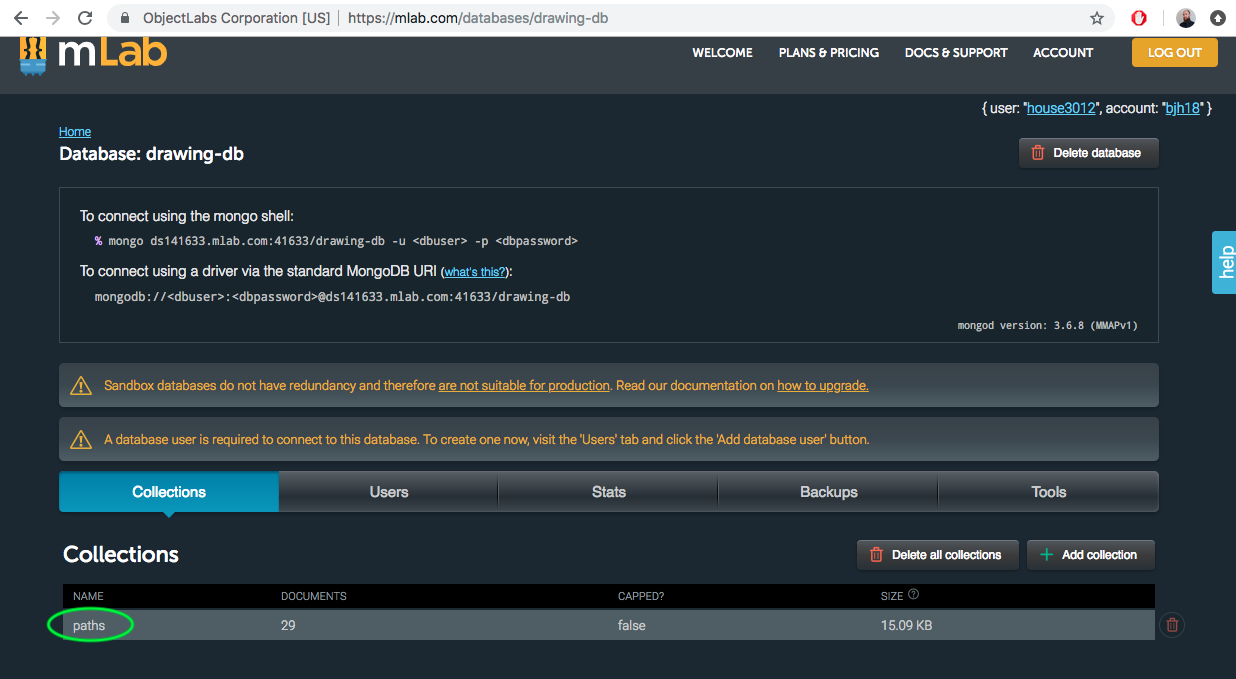 ObjectLabs Corporation [US] | https://mlab.com/databases/drawing-db
mLab
WELCOME PLANS & PRICING DOCS & SUPPORT ACCOUNT LOG OUT
{ user: "house3012", account: "bjh18" }
Home
Database: drawing-db
Delete database
To connect using the mongo shell:
% mongo ds141633.mlab.com:41633/drawing-db -u <dbuser> -p <dbpassword>
To connect using a driver via the standard MongoDB URI (what's this?):
mongodb://<dbuser>:<dbpassword>@ds141633.mlab.com:41633/drawing-db
mongod version: 3.6.8 (MMAPv1)
help
Sandbox databases do not have redundancy and therefore are not suitable for production. Read our documentation on how to upgrade.
A database user is required to connect to this database. To create one now, visit the 'Users' tab and click the 'Add database user' button.
Collections Users Stats Backups Tools
Collections
Delete all collections Add collection
NAME DOCUMENTS CAPPED? SIZE ?
paths 29 false 15.09 KB